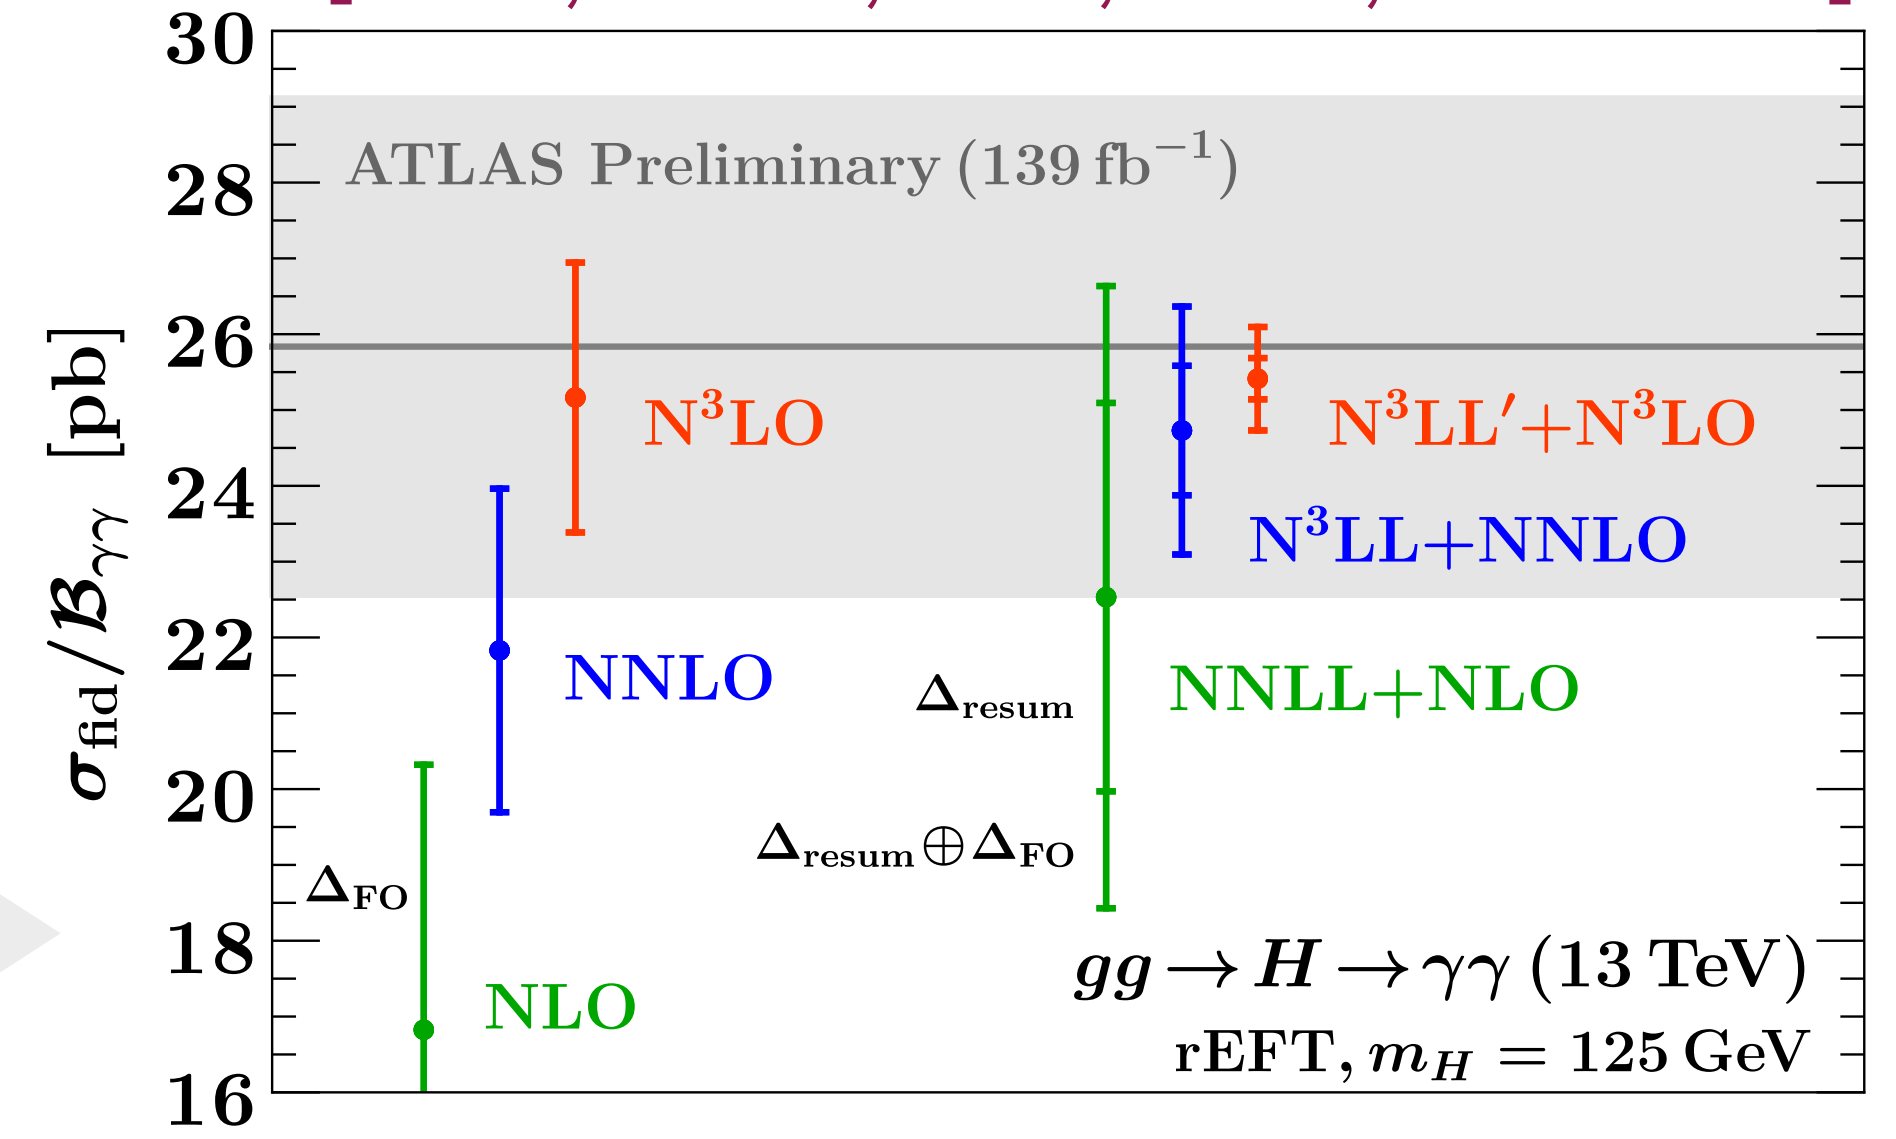 30
28
26
24
22
20
18
16
σ_fid/ℬ_γγ [pb]
ATLAS Preliminary (139 fb⁻¹)
N³LO
N³LL′+N³LO
N³LL+NNLO
NNLO
Δ_resum
NNLL+NLO
Δ_resum⊕Δ_FO
Δ_FO
NLO
gg→H→γγ (13 TeV)
rEFT, m_H = 125 GeV